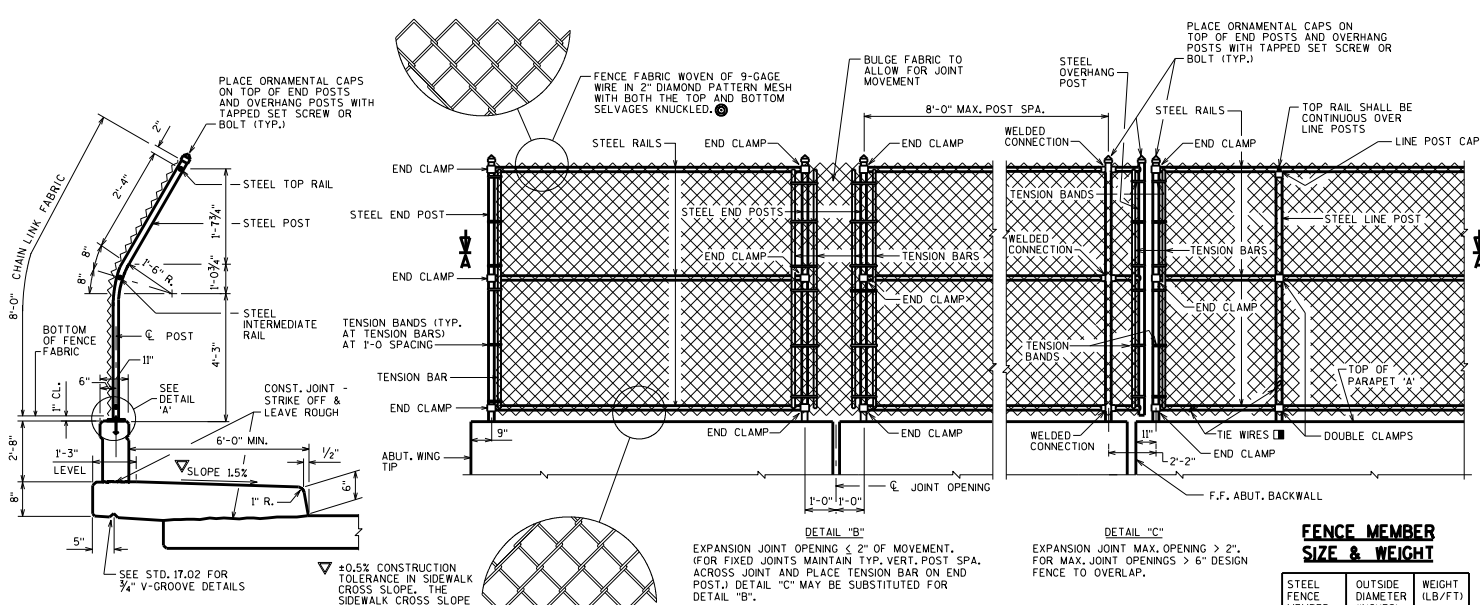 PLACE ORNAMENTAL CAPS
ON TOP OF END POSTS
AND OVERHANG POSTS WITH
TAPPED SET SCREW OR
BOLT (TYP.)
2"
2'-4"
CHAIN LINK FABRIC
8'-0"
STEEL TOP RAIL
STEEL POST
1'-7¾"
8"
8"
1'-6" R.
1'-0¾"
STEEL
INTERMEDIATE
RAIL
℄ POST
4'-3"
BOTTOM
OF FENCE
FABRIC
11"
6"
1" CL.
SEE
DETAIL
'A'
CONST. JOINT -
STRIKE OFF &
LEAVE ROUGH
6'-0" MIN.
2'-8"
1'-3"
LEVEL
SLOPE 1.5%
½"
6"
1" R.
8"
5"
SEE STD. 17.02 FOR
¾" V-GROOVE DETAILS
±0.5% CONSTRUCTION
TOLERANCE IN SIDEWALK
CROSS SLOPE. THE
SIDEWALK CROSS SLOPE
FENCE FABRIC WOVEN OF 9-GAGE
WIRE IN 2" DIAMOND PATTERN MESH
WITH BOTH THE TOP AND BOTTOM
SELVAGES KNUCKLED.
BULGE FABRIC TO
ALLOW FOR JOINT
MOVEMENT
STEEL
OVERHANG
POST
PLACE ORNAMENTAL CAPS ON
TOP OF END POSTS AND OVERHANG
POSTS WITH TAPPED SET SCREW OR
BOLT (TYP.)
8'-0" MAX. POST SPA.
STEEL RAILS
TOP RAIL SHALL BE
CONTINUOUS OVER
LINE POSTS
LINE POST CAP
STEEL RAILS
END CLAMP
END CLAMP
WELDED
CONNECTION
END CLAMP
END CLAMP
TENSION BANDS
STEEL END POST
STEEL END POSTS
STEEL LINE POST
A
WELDED
CONNECTION
END CLAMP
TENSION BARS
TENSION BARS
END CLAMP
END CLAMP
END CLAMP
TENSION BANDS (TYP.
AT TENSION BARS)
AT 1'-0 SPACING
TENSION
BANDS
TENSION BAR
TOP OF
PARAPET 'A'
END CLAMP
END CLAMP
END CLAMP
WELDED
CONNECTION
11"
TIE WIRES
DOUBLE CLAMPS
END CLAMP
9"
2'-2"
ABUT. WING
TIP
℄ JOINT OPENING
F.F. ABUT. BACKWALL
1'-0"
1'-0"
DETAIL "B"
EXPANSION JOINT OPENING ≤ 2" OF MOVEMENT.
(FOR FIXED JOINTS MAINTAIN TYP. VERT. POST SPA.
ACROSS JOINT AND PLACE TENSION BAR ON END
POST.) DETAIL "C" MAY BE SUBSTITUTED FOR
DETAIL "B".
DETAIL "C"
EXPANSION JOINT MAX. OPENING > 2".
FOR MAX. JOINT OPENINGS > 6" DESIGN
FENCE TO OVERLAP.
FENCE MEMBER
SIZE & WEIGHT
STEEL
FENCE
OUTSIDE
DIAMETER
WEIGHT
(LB/FT)